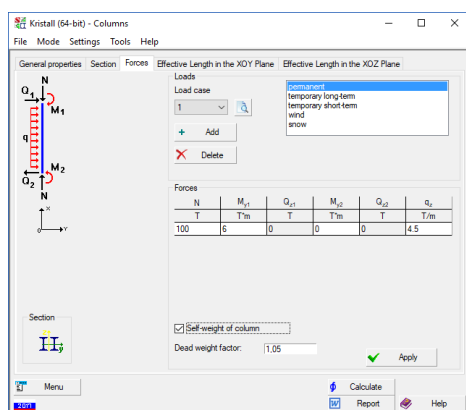 Kristall (64-bit) - Columns
File Mode Settings Tools Help
General properties Section Forces Effective Length in the XOY Plane Effective Length in the XOZ Plane
N
Q1
M1
q
M2
Q2
N
X
0 Y
Section
y
Loads
Load case
1
Add
Delete
permanent
temporary long-term
temporary short-term
wind
snow
Forces
N My1 Qz1 My2 Qz2 qz
T T*m T T*m T T/m
100 6 0 0 0 4.5
Self-weight of column
Dead weight factor: 1,05
Apply
Menu
Calculate
Report
Help